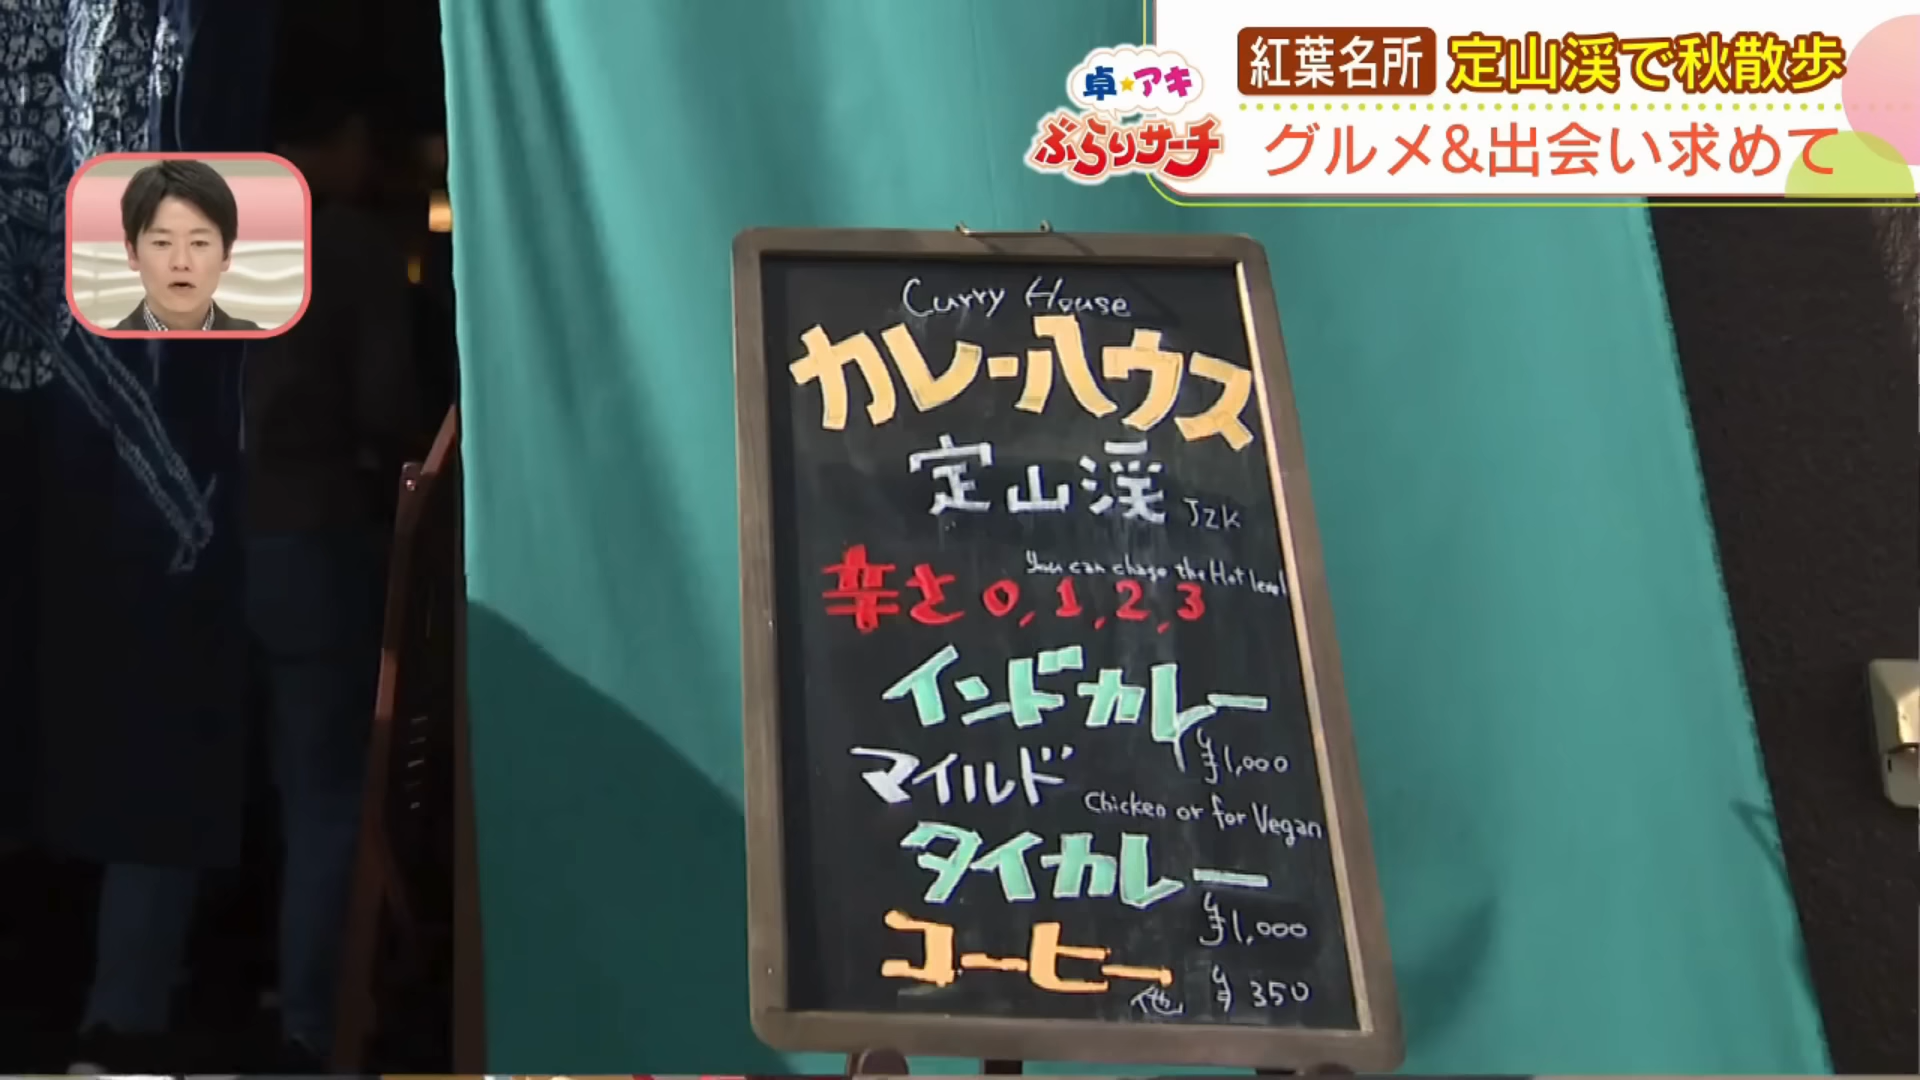 紅葉名所 定山渓で秋散歩
卓★アキ
ぶらりサーチ
グルメ&出会い求めて
Curry House
カレーハウス
定山渓 JZK
You can chage the Hot level
辛さ 0, 1, 2, 3
インドカレー
¥1,000
マイルド
Chicken or for Vegan
タイカレー
¥1,000
コーヒー
他 ¥350